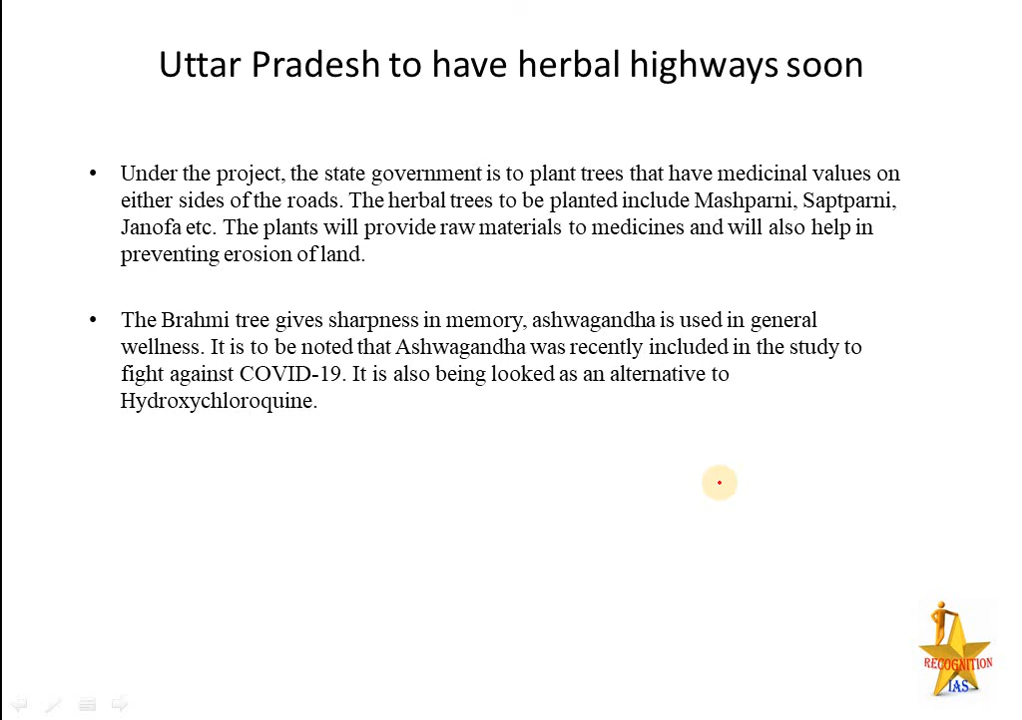 Uttar Pradesh to have herbal highways soon
• Under the project, the state government is to plant trees that have medicinal values on
either sides of the roads. The herbal trees to be planted include Mashparni, Saptparni,
Janofa etc. The plants will provide raw materials to medicines and will also help in
preventing erosion of land.
• The Brahmi tree gives sharpness in memory, ashwagandha is used in general
wellness. It is to be noted that Ashwagandha was recently included in the study to
fight against COVID-19. It is also being looked as an alternative to
Hydroxychloroquine.
RECOGNITION
IAS